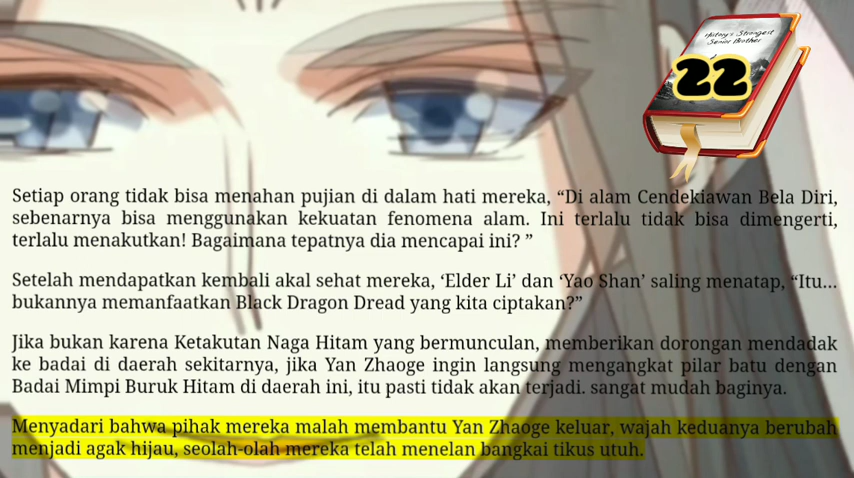 History's Strongest
Senior Brother
22
Setiap orang tidak bisa menahan pujian di dalam hati mereka, “Di alam Cendekiawan Bela Diri,
sebenarnya bisa menggunakan kekuatan fenomena alam. Ini terlalu tidak bisa dimengerti,
terlalu menakutkan! Bagaimana tepatnya dia mencapai ini? ”
Setelah mendapatkan kembali akal sehat mereka, ‘Elder Li’ dan ‘Yao Shan’ saling menatap, “Itu…
bukannya memanfaatkan Black Dragon Dread yang kita ciptakan?”
Jika bukan karena Ketakutan Naga Hitam yang bermunculan, memberikan dorongan mendadak
ke badai di daerah sekitarnya, jika Yan Zhaoge ingin langsung mengangkat pilar batu dengan
Badai Mimpi Buruk Hitam di daerah ini, itu pasti tidak akan terjadi. sangat mudah baginya.
Menyadari bahwa pihak mereka malah membantu Yan Zhaoge keluar, wajah keduanya berubah
menjadi agak hijau, seolah-olah mereka telah menelan bangkai tikus utuh.